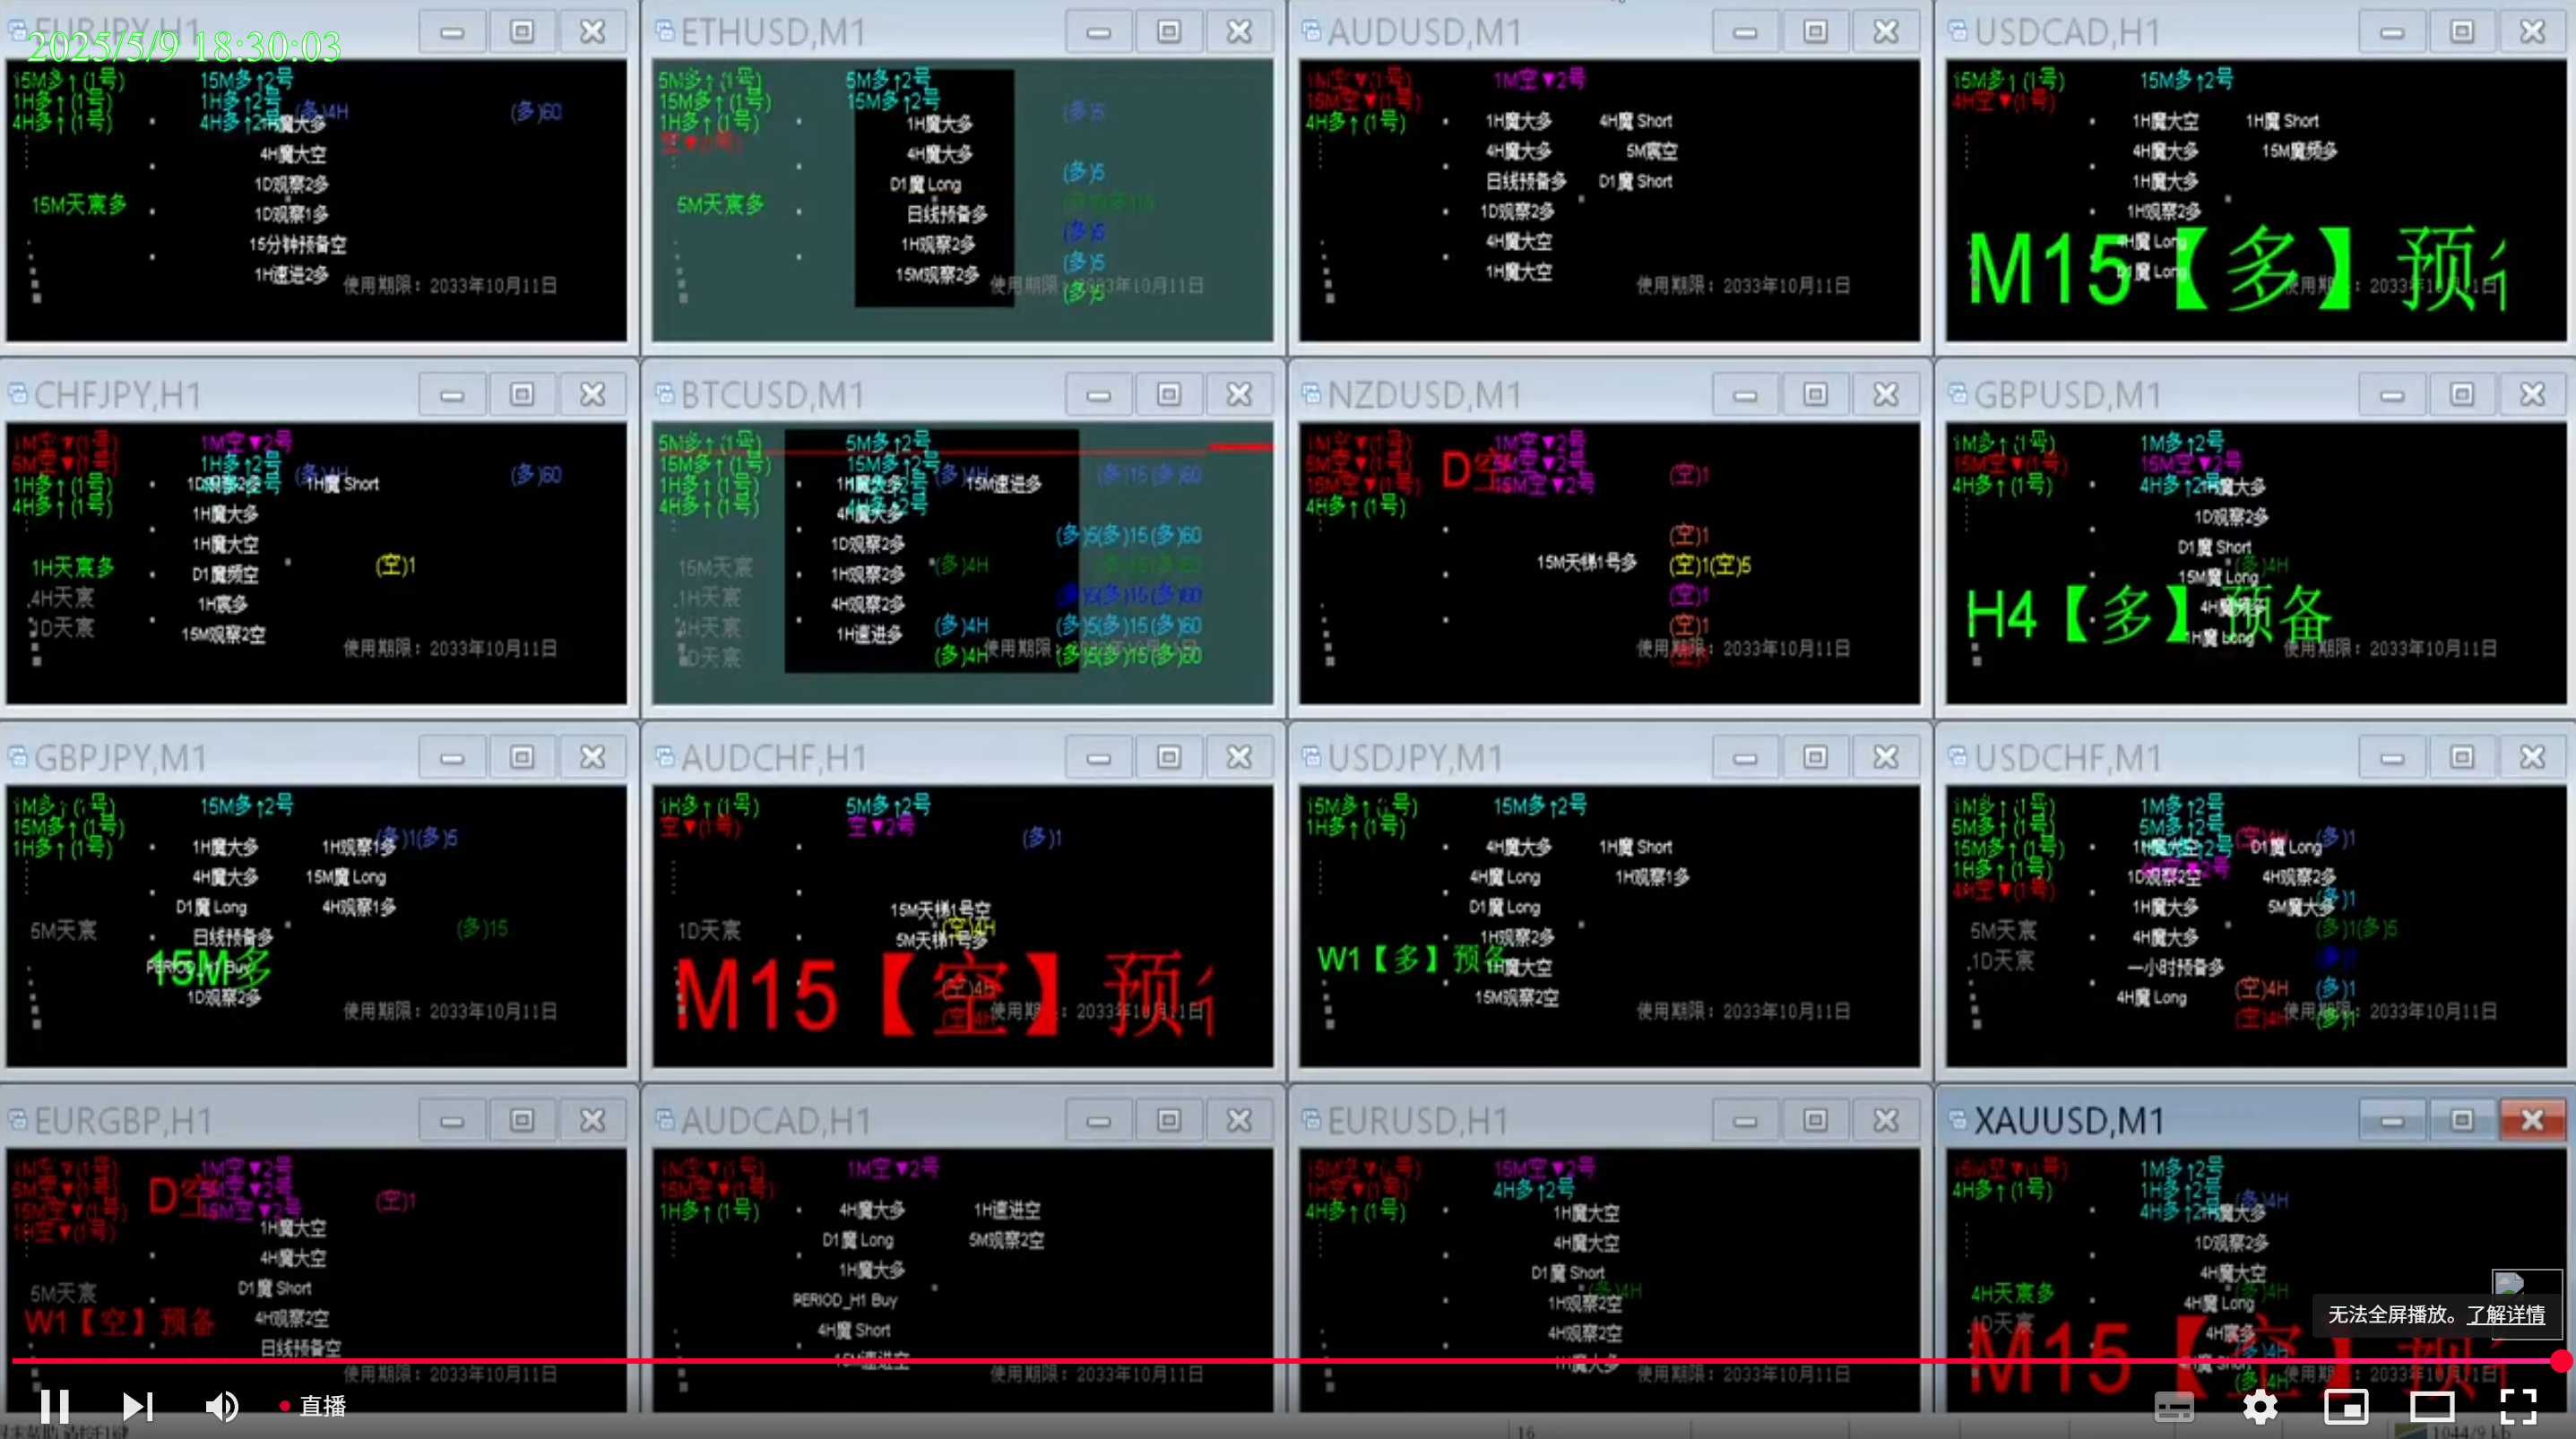 EURJPY,H1
2025/5/9 18:30:03
15M多↑(1号) 15M多↑2号
1H多↑(1号) 1H多↑2号
4H多↑(1号) 4H多↑2号 (多)4H (多)60
1H魔大多
4H魔大空
1D观察2多
15M天宸多
1D观察1多
15分钟预备空
1H速进2多
使用期限：2033年10月11日
ETHUSD,M1
5M多↑(1号) 5M多↑2号
15M多↑(1号) 15M多↑2号
1H多↑(1号) (多)5
空▼(1号)
1H魔大多
4H魔大多
D1魔 Long (多)5
5M天宸多
日线预备多
1H观察2多 (多)5
15M观察2多 (多)5
使用期限：2033年10月11日
(多)5
AUDUSD,M1
1M空▼(1号) 1M空▼2号
15M空▼(1号)
4H多↑(1号)
1H魔大多 4H魔 Short
4H魔大多 5M宸空
日线预备多 D1魔 Short
1D观察2多
4H魔大空
1H魔大空
使用期限：2033年10月11日
USDCAD,H1
15M多↑(1号) 15M多↑2号
4H空▼(1号)
1H魔大空 1H魔 Short
4H魔大多 15M魔频多
1H魔大多
1H观察2多
4H魔 Long
D1魔 Long
M15【多】预
使用期限：2033年10月11日
CHFJPY,H1
1M空▼(1号) 1M空▼2号
5M空▼(1号) 1H多↑2号
1H多↑(1号) (多)4H (多)60
4H多↑(1号)
1D观察2多 1H魔 Short
1H魔大多
1H魔大空
1H天宸多 (空)1
D1魔频空
4H天宸
1H宸多
1D天宸
15M观察2空
使用期限：2033年10月11日
BTCUSD,M1
5M多↑(1号) 5M多↑2号
15M多↑(1号) 15M多↑2号
1H多↑(1号) (多)4H (多)15(多)60
4H多↑(1号) 4H多↑2号
1H魔大多 15M速进多
4H魔大多
1D观察2多 (多)5(多)15(多)60
15M天宸 (多)4H
1H观察2多
1H天宸
4H观察2多 (多)5(多)15(多)60
4H天宸
1H速进多 (多)4H (多)5(多)15(多)60
D天宸 (多)4H (多)5(多)15(多)60
使用期限：2033年10月11日
NZDUSD,M1
1M空▼(1号) 1M空▼2号
5M空▼(1号) D空 5M空▼2号
15M空▼(1号) 15M空▼2号 (空)1
4H多↑(1号)
(空)1
15M天梯1号多 (空)1(空)5
(空)1
(空)1
使用期限：2033年10月11日
GBPUSD,M1
1M多↑(1号) 1M多↑2号
15M空▼(1号) 15M空▼2号
4H多↑(1号) 4H多↑2号
1H魔大多
1D观察2多
D1魔 Short
(多)4H
15M魔 Long
4H魔频多
H4【多】预备
1H魔 Long
使用期限：2033年10月11日
GBPJPY,M1
1M多↑(1号) 15M多↑2号
15M多↑(1号)
1H多↑(1号) (多)1(多)5
1H魔大多 1H观察1多
4H魔大多 15M魔 Long
D1魔 Long 4H观察1多
5M天宸 (多)15
日线预备多
PERIOD_H1 Buy
15M多
1D观察2多
使用期限：2033年10月11日
AUDCHF,H1
1H多↑(1号) 5M多↑2号
空▼(1号) 空▼2号
(多)1
15M天梯1号空
1D天宸 (空)4H
5M天梯1号多
M15【空】预
(空)4H
(空)4H
使用期限：2033年10月11日
USDJPY,M1
15M多↑(1号) 15M多↑2号
1H多↑(1号)
4H魔大多 1H魔 Short
4H魔 Long 1H观察1多
D1魔 Long
1H观察2多
W1【多】预备
1H魔大空
15M观察2空
使用期限：2033年10月11日
USDCHF,M1
1M多↑(1号) 1M多↑2号
5M多↑(1号) 5M多↑2号
15M多↑(1号) (空)4H (多)1
1H多↑(1号)
4H空▼(1号)
1H魔大空 D1魔 Long
1D观察2空 4H观察2多
(多)1
1H魔大多 5M魔大多
5M天宸 (多)1(多)5
4H魔大多
1D天宸
一小时预备多
4H魔 Long (空)4H (多)1
(空)4H (多)1
使用期限：2033年10月11日
EURGBP,H1
1M空▼(1号) 1M空▼2号
5M空▼(1号) D空 5M空▼2号
15M空▼(1号) 15M空▼2号 (空)1
1H空▼(1号)
1H魔大空
4H魔大空
D1魔 Short
5M天宸
4H观察2空
W1【空】预备
日线预备空
使用期限：2033年10月11日
AUDCAD,H1
1M空▼(1号) 1M空▼2号
15M空▼(1号)
1H多↑(1号)
4H魔大多 1H速进空
D1魔 Long 5M观察2空
1H魔大多
PERIOD_H1 Buy
4H魔 Short
15M速进空
使用期限：2033年10月11日
EURUSD,H1
15M空▼(1号) 15M空▼2号
1H空▼(1号) 4H多↑2号
4H多↑(1号)
1H魔大空
4H魔大空
D1魔 Short
(多)4H
1H观察2空
4H观察2空
1H魔大多
使用期限：2033年10月11日
XAUUSD,M1
15M空▼(1号) 1M多↑2号
4H多↑(1号) 1H多↑2号
4H多↑2号 (多)4H
1H魔大多
1D观察2多
4H魔大空
4H天宸多 (多)4H
4H魔 Long
1D天宸
4H宸多
M15【空】预
(多)4H
4H魔 Short
(多)4H
使用期限：2033年10月11日
无法全屏播放。了解详情
直播
16
1044/9 kb